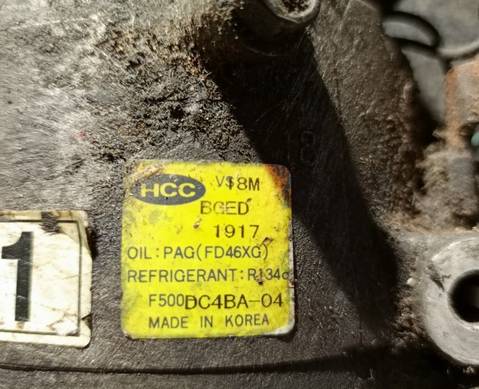 HCC VS8M
BGED
1917
OIL: PAG(FD46XG)
REFRIGERANT: R134a
F500DC4BA-04
MADE IN KOREA
1